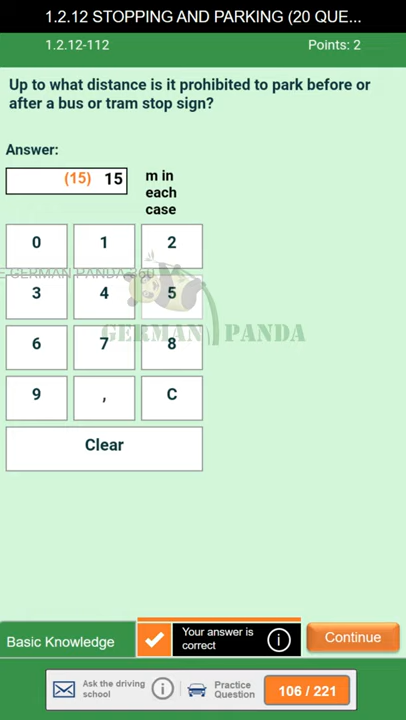 1.2.12 STOPPING AND PARKING (20 QUE...
1.2.12-112 Points: 2
Up to what distance is it prohibited to park before or
after a bus or tram stop sign?
Answer:
(15) 15 m in
each
case
0 1 2
GERMAN PANDA
3 4 5
GERMAN PANDA
6 7 8
9 , C
Clear
Basic Knowledge
Your answer is
correct
Continue
Ask the driving
school
Practice
Question
106 / 221